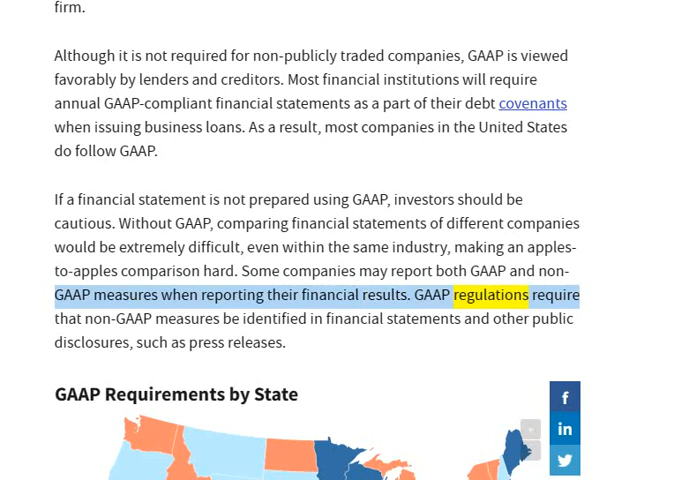 firm.
Although it is not required for non-publicly traded companies, GAAP is viewed
favorably by lenders and creditors. Most financial institutions will require
annual GAAP-compliant financial statements as a part of their debt covenants
when issuing business loans. As a result, most companies in the United States
do follow GAAP.
If a financial statement is not prepared using GAAP, investors should be
cautious. Without GAAP, comparing financial statements of different companies
would be extremely difficult, even within the same industry, making an apples-
to-apples comparison hard. Some companies may report both GAAP and non-
GAAP measures when reporting their financial results. GAAP regulations require
that non-GAAP measures be identified in financial statements and other public
disclosures, such as press releases.
GAAP Requirements by State
f
in